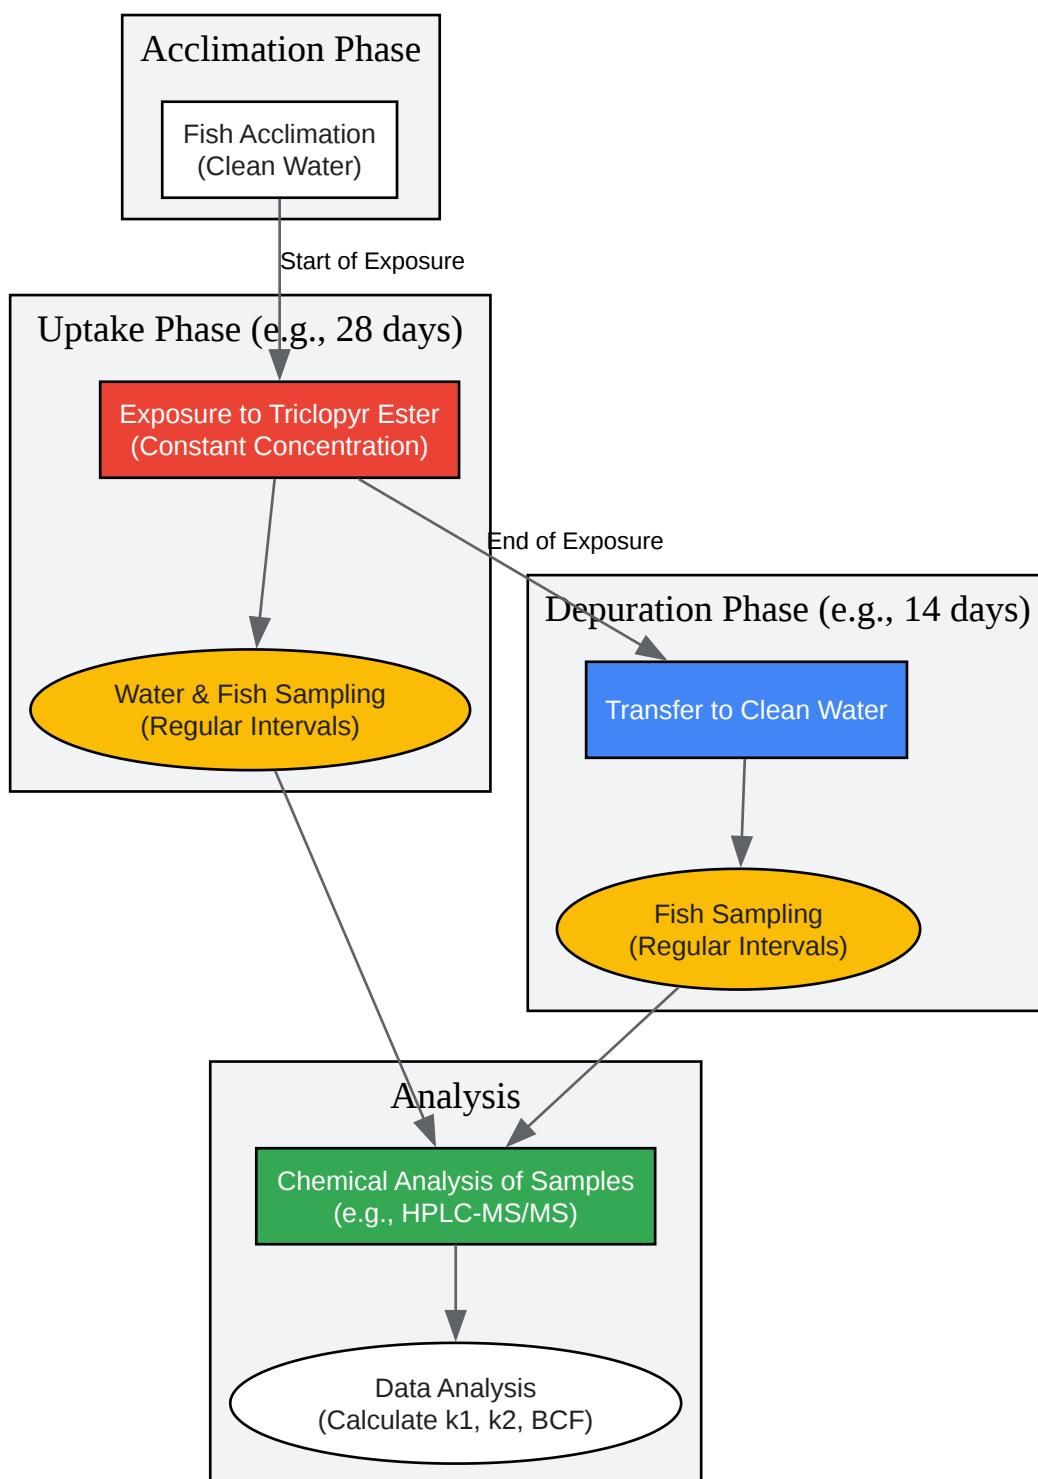 Acclimation Phase
Fish Acclimation
(Clean Water)
Start of Exposure
Uptake Phase (e.g., 28 days)
Exposure to Triclopyr Ester
(Constant Concentration)
End of Exposure
Depuration Phase (e.g., 14 days)
Water & Fish Sampling
(Regular Intervals)
Transfer to Clean Water
Fish Sampling
(Regular Intervals)
Analysis
Chemical Analysis of Samples
(e.g., HPLC-MS/MS)
Data Analysis
(Calculate k1, k2, BCF)